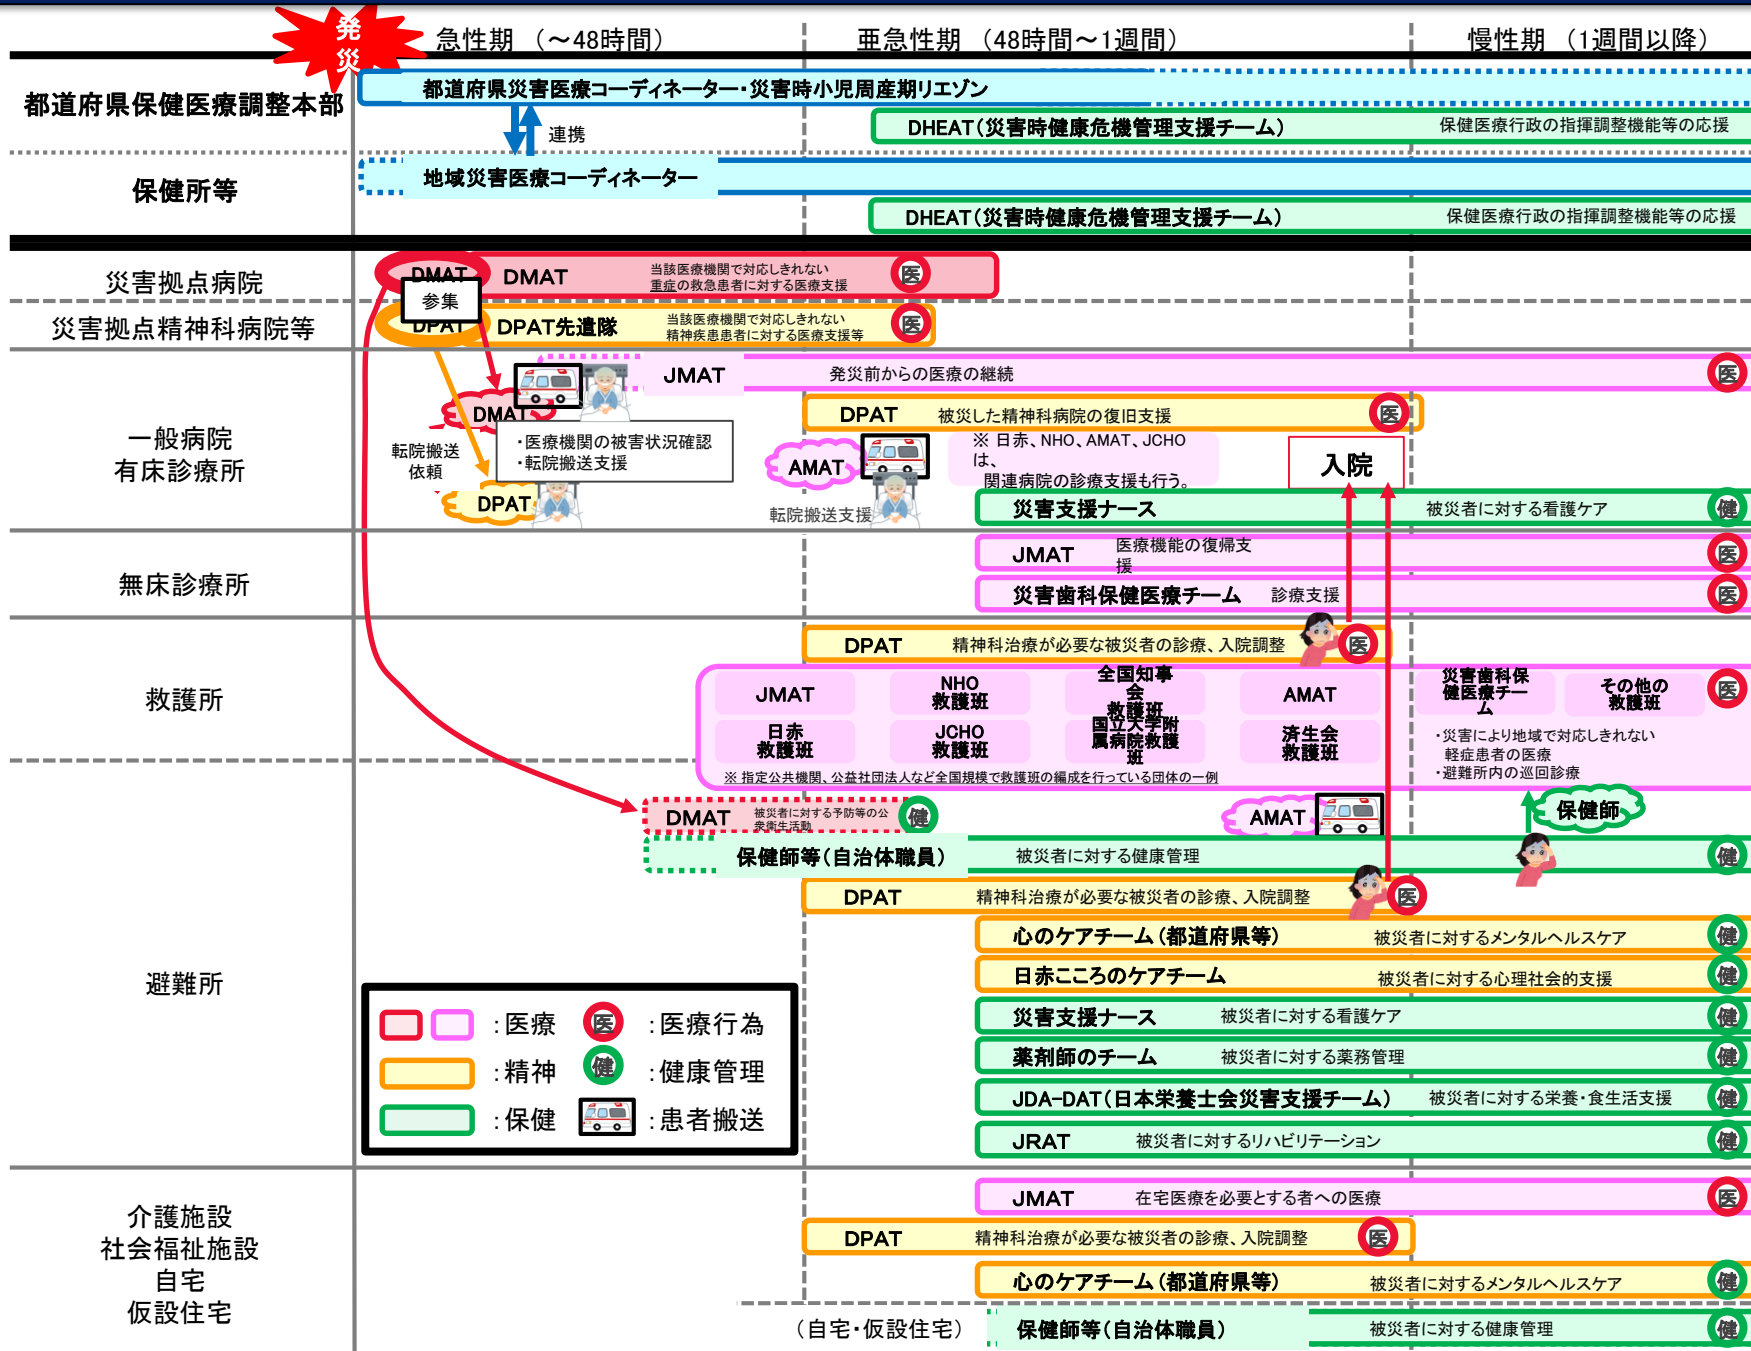 発
災
急性期 （～48時間）
亜急性期 （48時間～1週間）
慢性期 （1週間以降）
都道府県保健医療調整本部
都道府県災害医療コーディネーター・災害時小児周産期リエゾン
連携
DHEAT（災害時健康危機管理支援チーム）
保健医療行政の指揮調整機能等の応援
保健所等
地域災害医療コーディネーター
DHEAT（災害時健康危機管理支援チーム）
保健医療行政の指揮調整機能等の応援
災害拠点病院
DMAT
DMAT
当該医療機関で対応しきれない
重症の救急患者に対する医療支援
医
参集
災害拠点精神科病院等
DPAT
DPAT先遣隊
当該医療機関で対応しきれない
精神疾患患者に対する医療支援等
医
一般病院
有床診療所
JMAT
発災前からの医療の継続
医
DMAT
DPAT
被災した精神科病院の復旧支援
医
・医療機関の被害状況確認
・転院搬送支援
転院搬送
依頼
DPAT
AMAT
転院搬送支援
※ 日赤、NHO、AMAT、JCHO
は、
関連病院の診療支援も行う。
入院
災害支援ナース
被災者に対する看護ケア
健
無床診療所
JMAT
医療機能の復帰支
援
医
災害歯科保健医療チーム
診療支援
医
救護所
DPAT
精神科治療が必要な被災者の診療、入院調整
医
JMAT
NHO
救護班
全国知事
会
救護班
AMAT
災害歯科保
健医療チー
ム
その他の
救護班
医
日赤
救護班
JCHO
救護班
国立大学附
属病院救護
班
済生会
救護班
・災害により地域で対応しきれない
軽症患者の医療
・避難所内の巡回診療
※ 指定公共機関、公益社団法人など全国規模で救護班の編成を行っている団体の一例
避難所
DMAT
被災者に対する予防等の公
衆衛生活動
健
AMAT
保健師
保健師等（自治体職員）
被災者に対する健康管理
健
DPAT
精神科治療が必要な被災者の診療、入院調整
医
心のケアチーム（都道府県等）
被災者に対するメンタルヘルスケア
健
日赤こころのケアチーム
被災者に対する心理社会的支援
健
災害支援ナース
被災者に対する看護ケア
健
薬剤師のチーム
被災者に対する薬務管理
健
JDA-DAT（日本栄養士会災害支援チーム）
被災者に対する栄養・食生活支援
健
JRAT
被災者に対するリハビリテーション
健
：医療
医
：医療行為
：精神
健
：健康管理
：保健
：患者搬送
介護施設
社会福祉施設
自宅
仮設住宅
JMAT
在宅医療を必要とする者への医療
医
DPAT
精神科治療が必要な被災者の診療、入院調整
医
心のケアチーム（都道府県等）
被災者に対するメンタルヘルスケア
健
（自宅・仮設住宅）
保健師等（自治体職員）
被災者に対する健康管理
健